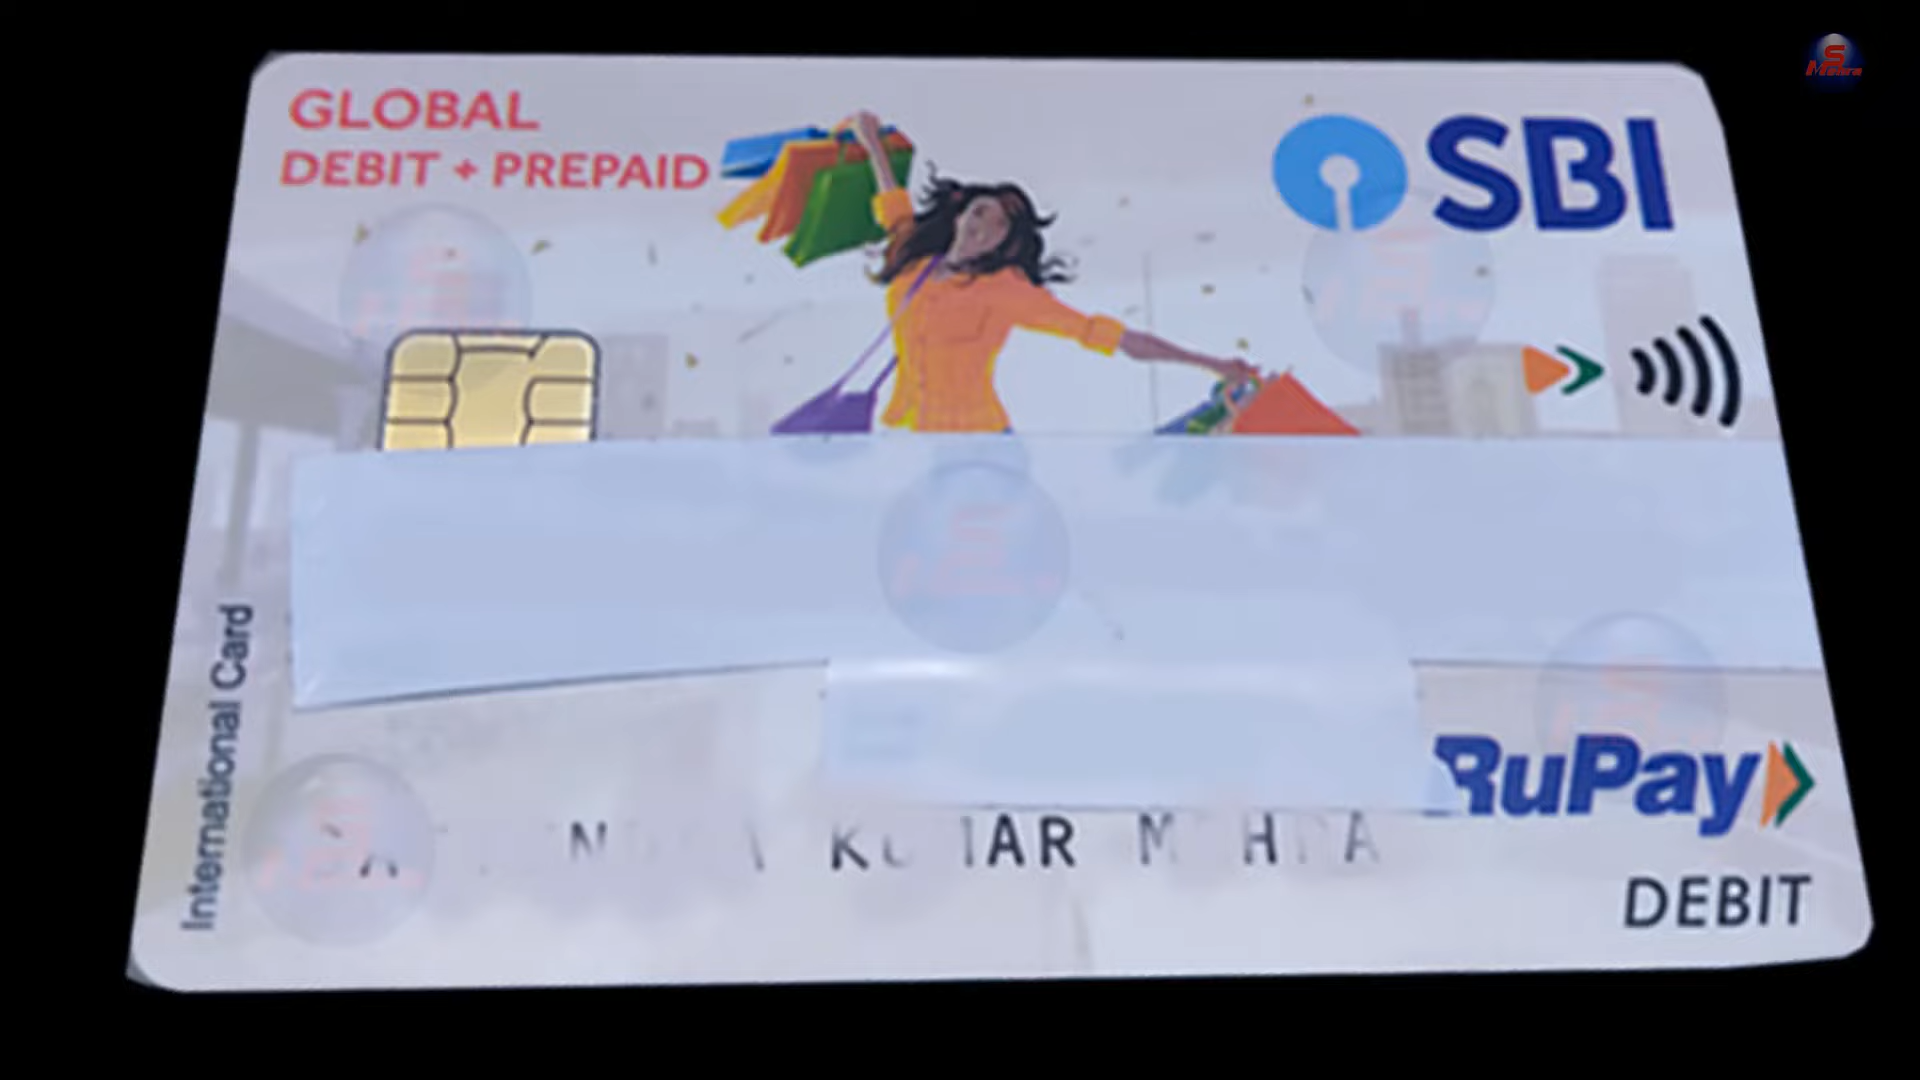 GLOBAL
DEBIT + PREPAID
SBI
International Card
RuPay
DEBIT